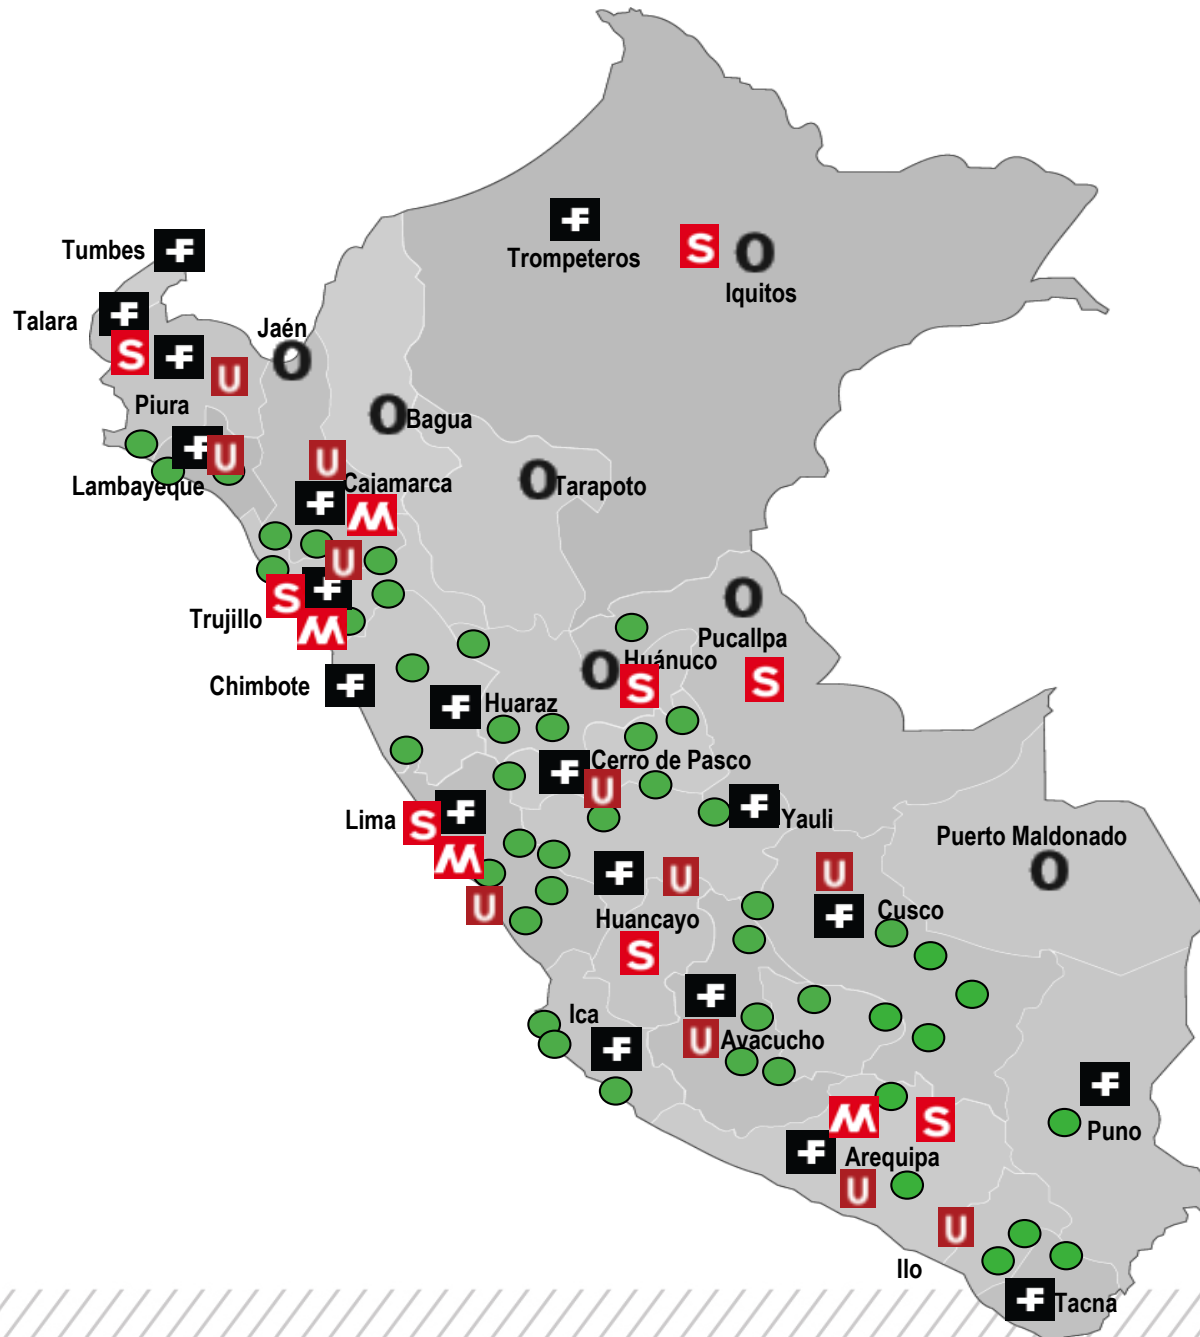 Tumbes
Trompeteros
S
O
Iquitos
Talara
Jaén
S
O
U
Piura
O
Bagua
U
Lambayeque
U
Cajamarca
M
O
Tarapoto
U
S
Trujillo
M
O
Pucallpa
O
Huánuco
S
S
Chimbote
Huaraz
Cerro de Pasco
U
Lima
S
M
U
Yauli
Puerto Maldonado
O
U
U
Huancayo
S
Cusco
Ica
U
Ayacucho
M
S
Puno
Arequipa
U
U
Ilo
Tacna